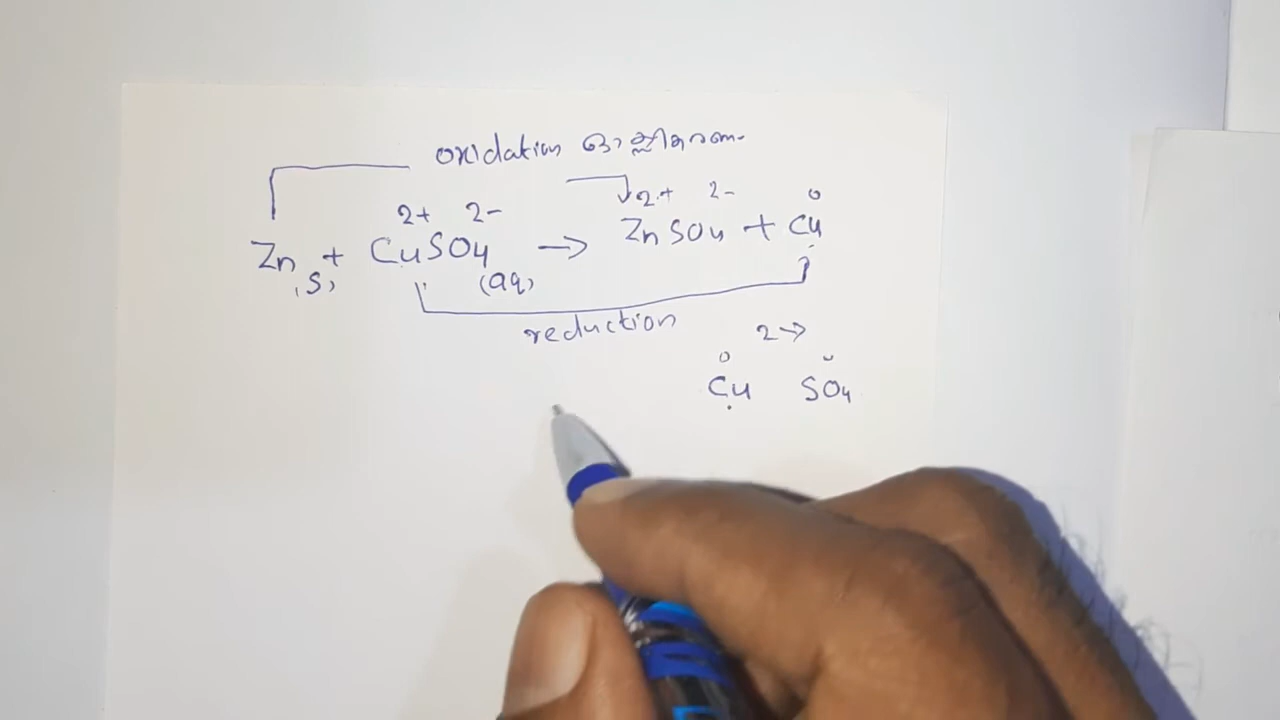 oxidation ഓക്സീകരണം
2+ 2- 2+ 2- 0
Zn(s) + CuSO4(aq) → ZnSO4 + Cu
reduction
2→
0
Cu SO4